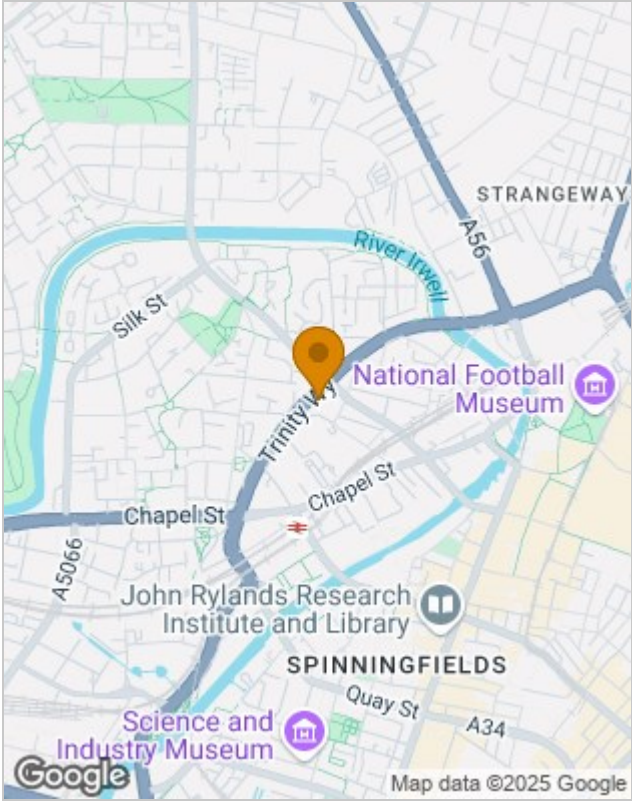 STRANGEWAY
A56
River Irwell
Silk St
National Football
Museum
Trinity Wy
Chapel St
Chapel St
A5066
John Rylands Research
Institute and Library
SPINNINGFIELDS
Quay St
A34
Science and
Industry Museum
Google
Map data ©2025 Google